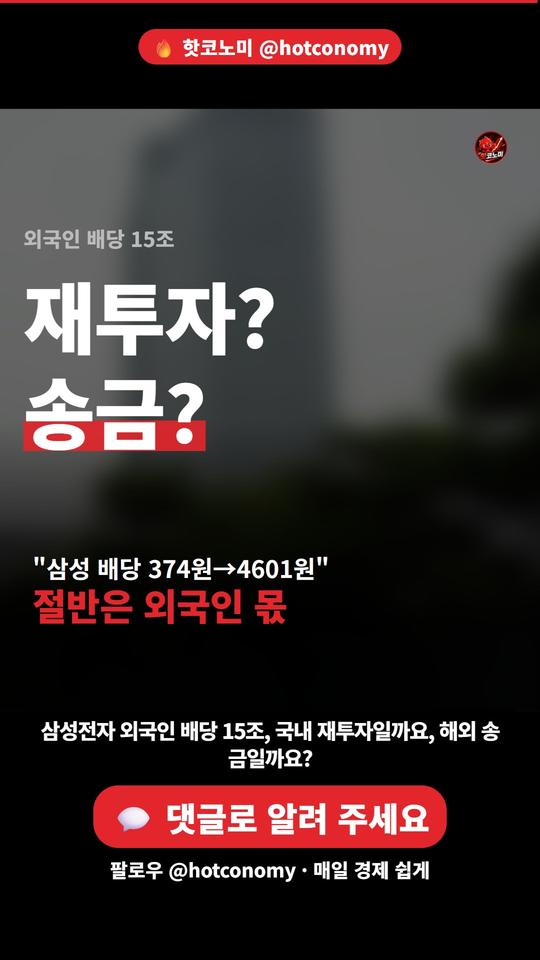 🔥 핫코노미 @hotconomy
코노미
외국인 배당 15조
재투자?
송금?
"삼성 배당 374원→4601원"
절반은 외국인 몫
삼성전자 외국인 배당 15조, 국내 재투자일까요, 해외 송
금일까요?
💬 댓글로 알려 주세요
팔로우 @hotconomy · 매일 경제 쉽게